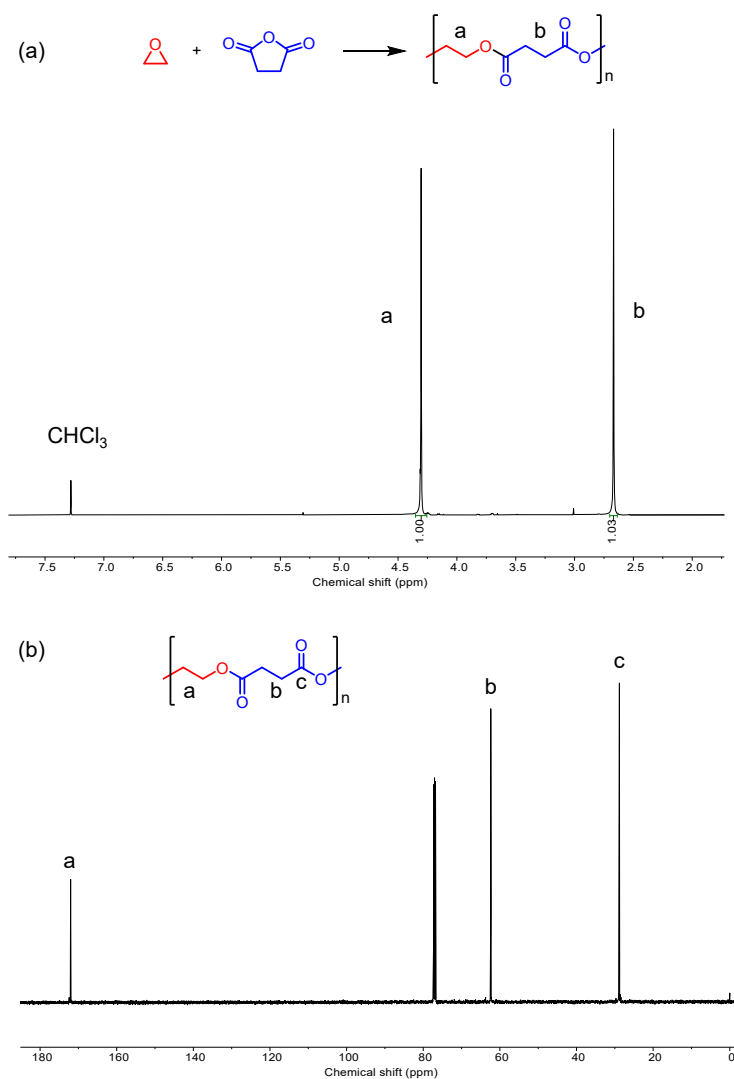 (a)
O + O O O a O b O O O n
a
b
CHCl3
1.00 1.03
7.5 7.0 6.5 6.0 5.5 5.0 4.5 4.0 3.5 3.0 2.5 2.0
Chemical shift (ppm)
(b)
a O O b c O O n
c
b
a
180 160 140 120 100 80 60 40 20 0
Chemical shift (ppm)